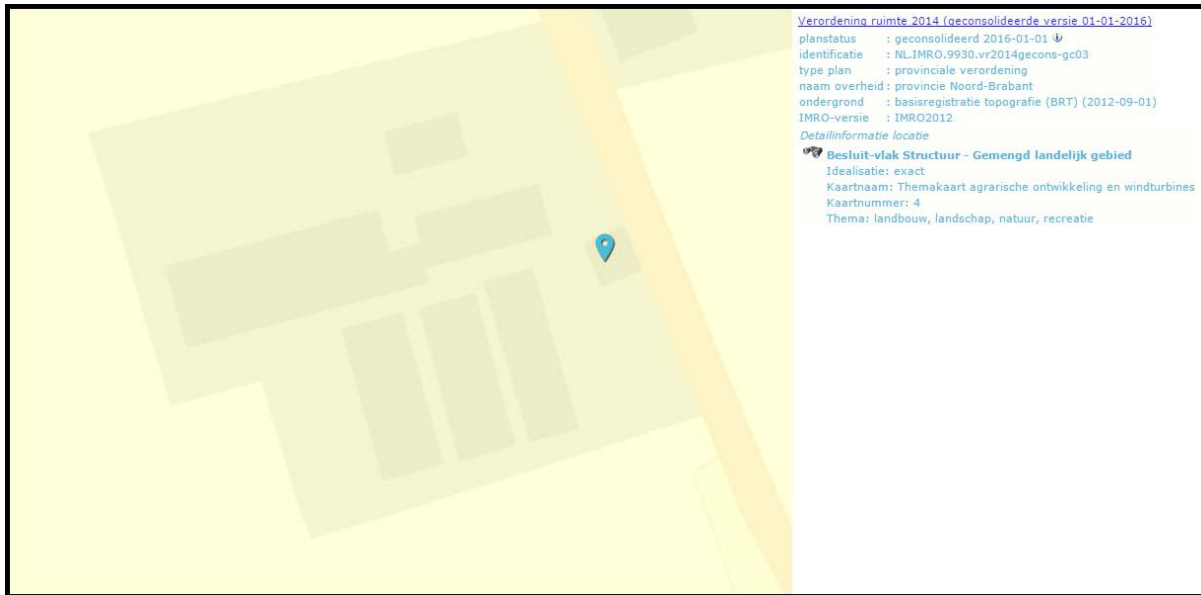 Verordening ruimte 2014 (geconsolideerde versie 01-01-2016)
planstatus : geconsolideerd 2016-01-01
identificatie : NL.IMRO.9930.vr2014gecons-gc03
type plan : provinciale verordening
naam overheid : provincie Noord-Brabant
ondergrond : basisregistratie topografie (BRT) (2012-09-01)
IMRO-versie : IMRO2012
Detailinformatie locatie
Besluit-vlak Structuur - Gemengd landelijk gebied
Idealisatie: exact
Kaartnaam: Themakaart agrarische ontwikkeling en windturbines
Kaartnummer: 4
Thema: landbouw, landschap, natuur, recreatie